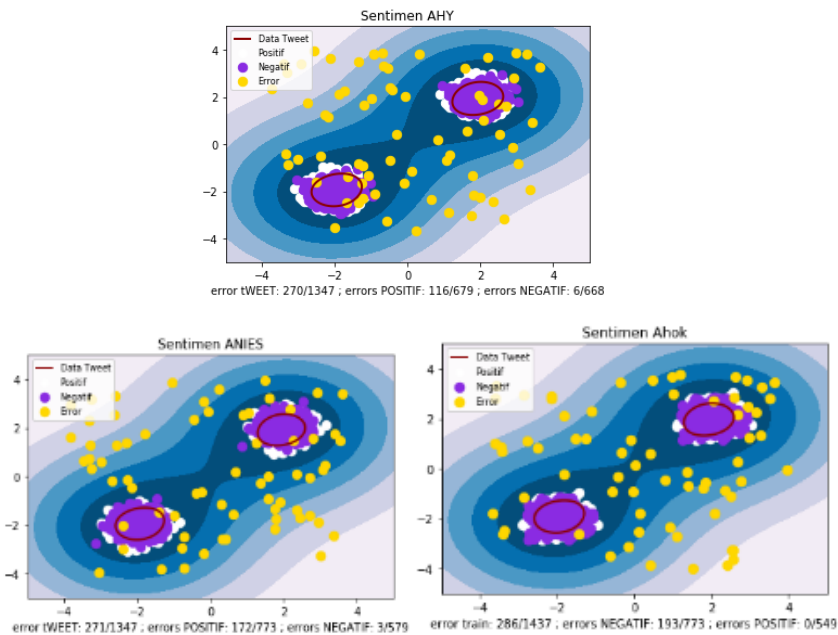 Sentimen AHY
Data Tweet
Positif
Negatif
Error
4
2
0
−2
−4
−4 −2 0 2 4
error tWEET: 270/1347 ; errors POSITIF: 116/679 ; errors NEGATIF: 6/668
Sentimen ANIES
Data Tweet
Positif
Negatif
Error
4
2
0
−2
−4
−4 −2 0 2 4
error tWEET: 271/1347 ; errors POSITIF: 172/773 ; errors NEGATIF: 3/579
Sentimen Ahok
Data Tweet
Positif
Negatif
Error
4
2
0
−2
−4
−4 −2 0 2 4
error train: 286/1437 ; errors NEGATIF: 193/773 ; errors POSITIF: 0/549